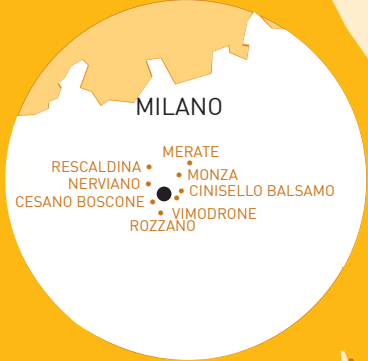 MILANO
MERATE
RESCALDINA
MONZA
NERVIANO
CINISELLO BALSAMO
CESANO BOSCONE
VIMODRONE
ROZZANO